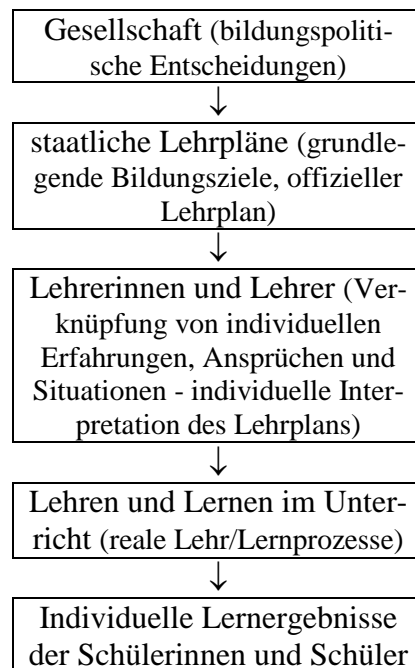 Gesellschaft (bildungspoliti-
sche Entscheidungen)
↓
staatliche Lehrpläne (grundle-
gende Bildungsziele, offizieller
Lehrplan)
↓
Lehrerinnen und Lehrer (Ver-
knüpfung von individuellen
Erfahrungen, Ansprüchen und
Situationen - individuelle Inter-
pretation des Lehrplans)
↓
Lehren und Lernen im Unter-
richt (reale Lehr/Lernprozesse)
↓
Individuelle Lernergebnisse
der Schülerinnen und Schüler